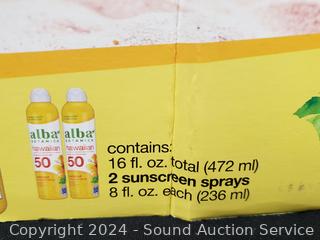 alba
BOTANICA
hawaiian
50
alba
BOTANICA
hawaiian
50
contains:
16 fl. oz. total (472 ml)
2 sunscreen sprays
8 fl. oz. each (236 ml)
Copyright 2024 - Sound Auction Service